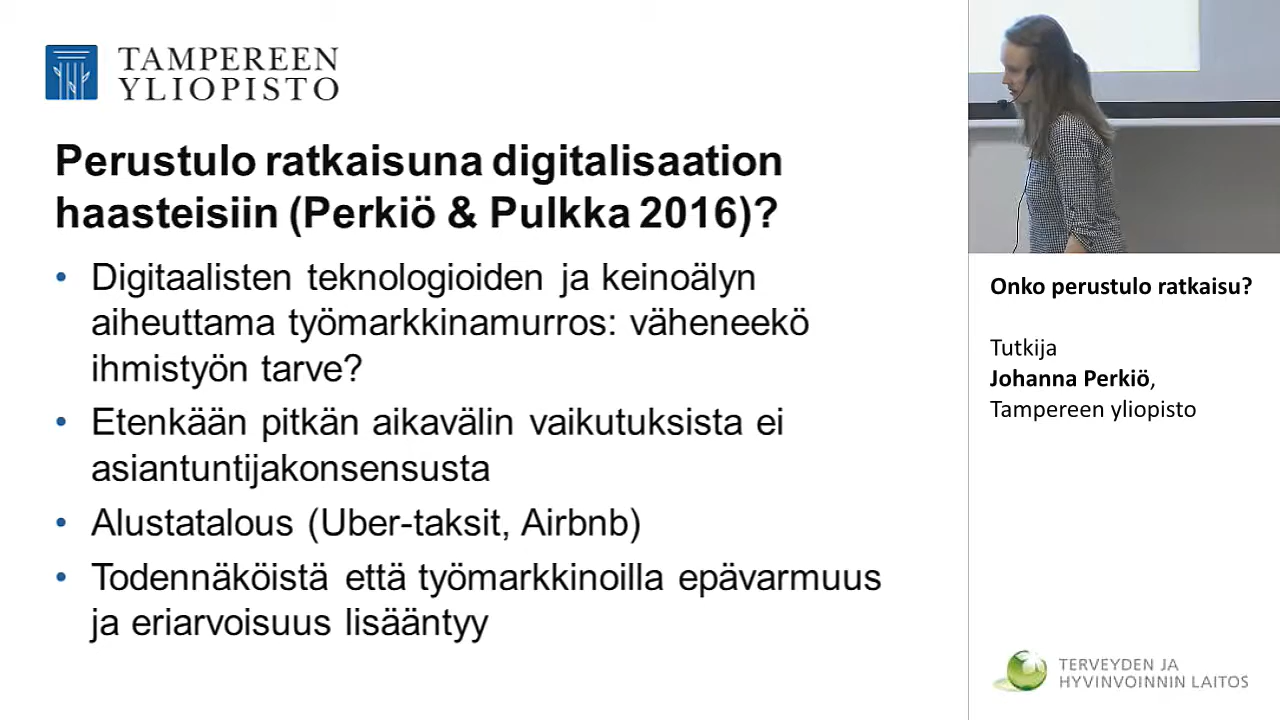 TAMPEREEN
YLIOPISTO
Perustulo ratkaisuna digitalisaation
haasteisiin (Perkiö & Pulkka 2016)?
• Digitaalisten teknologioiden ja keinoälyn
aiheuttama työmarkkinamurros: väheneekö
ihmistyön tarve?
• Etenkään pitkän aikavälin vaikutuksista ei
asiantuntijakonsensusta
• Alustatalous (Uber-taksit, Airbnb)
• Todennäköistä että työmarkkinoilla epävarmuus
ja eriarvoisuus lisääntyy
Onko perustulo ratkaisu?
Tutkija
Johanna Perkiö,
Tampereen yliopisto
TERVEYDEN JA
HYVINVOINNIN LAITOS